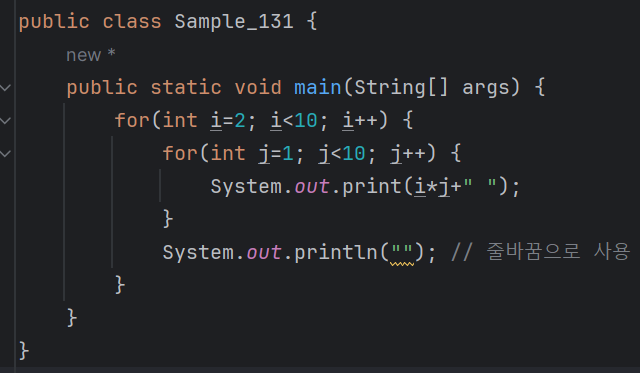 public class Sample_131 {
new *
public static void main(String[] args) {
for(int i=2; i<10; i++) {
for(int j=1; j<10; j++) {
System.out.print(i*j+" ");
}
System.out.println(""); // 줄바꿈으로 사용
}
}
}